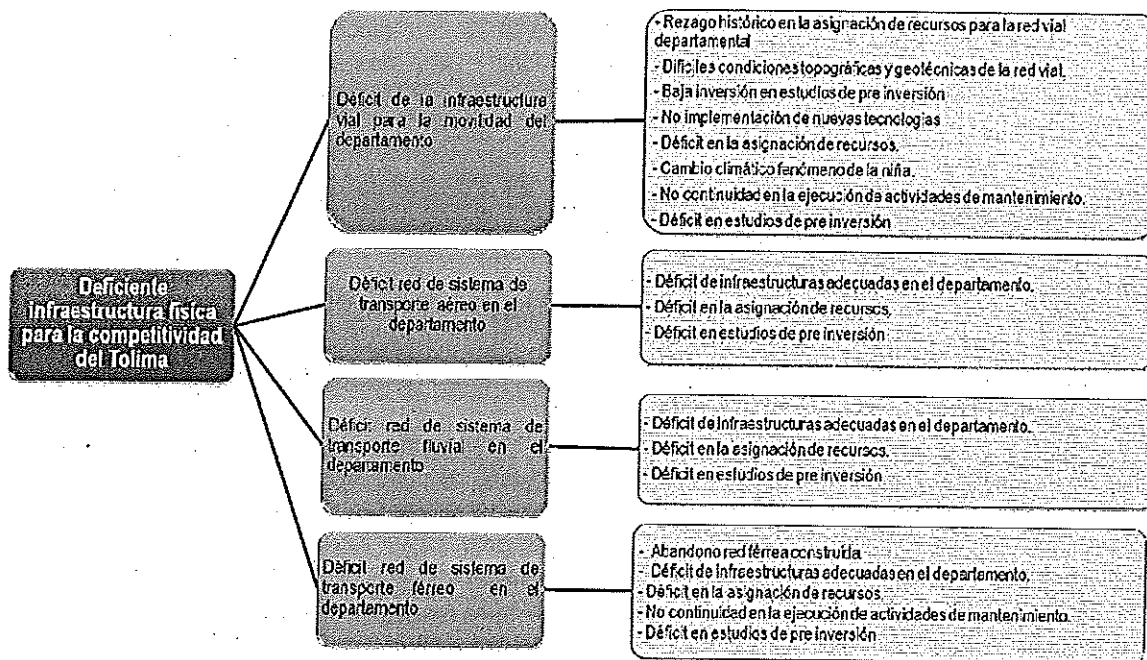 Deficiente
infraestructura física
para la competitividad
del Tolima
Déficit de la infraestructura
vial para la movilidad del
departamento
- Rezago histórico en la asignación de recursos para la red vial
departamental
- Difíciles condiciones topográficas y geotécnicas de la red vial.
- Baja inversión en estudios de pre inversión
- No implementación de nuevas tecnologías
- Déficit en la asignación de recursos.
- Cambio climático fenómeno de la niña.
- No continuidad en la ejecución de actividades de mantenimiento.
- Déficit en estudios de pre inversión
Déficit red de sistema de
transporte aéreo en el
departamento
- Déficit de infraestructuras adecuadas en el departamento.
- Déficit en la asignación de recursos.
- Déficit en estudios de pre inversión
Déficit red de sistema de
transporte fluvial en el
departamento
- Déficit de infraestructuras adecuadas en el departamento.
- Déficit en la asignación de recursos.
- Déficit en estudios de pre inversión
Déficit red de sistema de
transporte férreo en el
departamento
- Abandono red férrea construida
- Déficit de infraestructuras adecuadas en el departamento.
- Déficit en la asignación de recursos.
- No continuidad en la ejecución de actividades de mantenimiento.
- Déficit en estudios de pre inversión